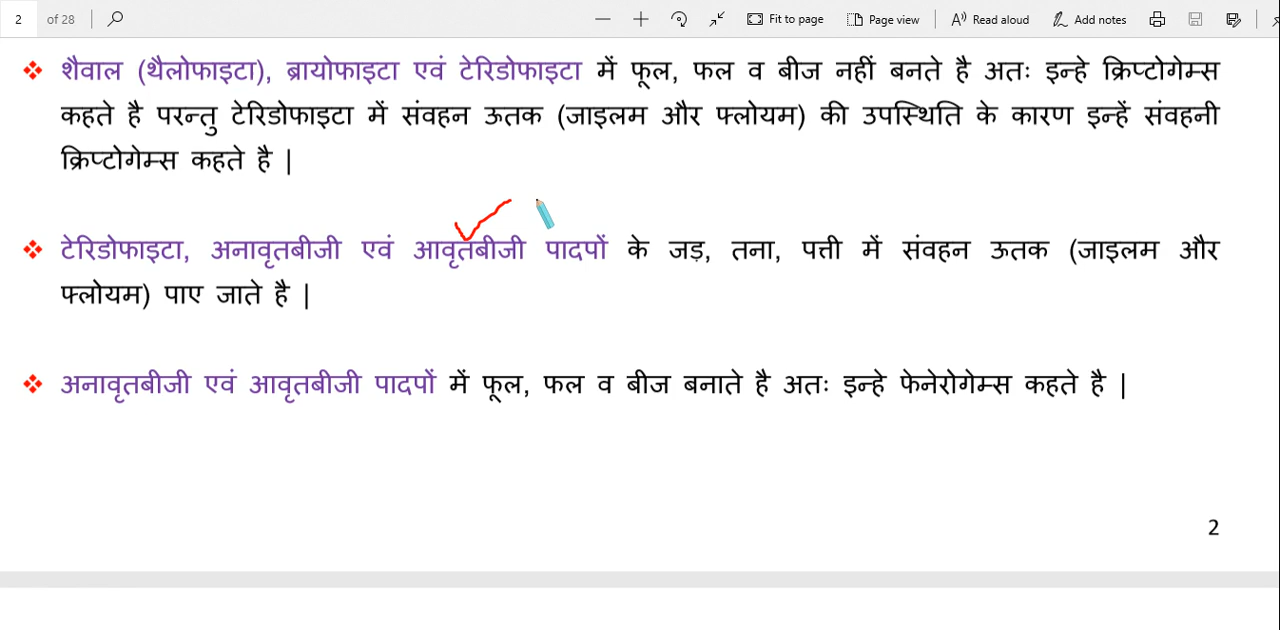 2 of 28 Fit to page Page view Read aloud Add notes
❖ शैवाल (थैलोफाइटा), ब्रायोफाइटा एवं टेरिडोफाइटा में फूल, फल व बीज नहीं बनते है अतः इन्हे क्रिप्टोगेम्स
कहते है परन्तु टेरिडोफाइटा में संवहन ऊतक (जाइलम और फ्लोयम) की उपस्थिति के कारण इन्हें संवहनी
क्रिप्टोगेम्स कहते है |
❖ टेरिडोफाइटा, अनावृतबीजी एवं आवृतबीजी पादपों के जड़, तना, पत्ती में संवहन ऊतक (जाइलम और
फ्लोयम) पाए जाते है |
❖ अनावृतबीजी एवं आवृतबीजी पादपों में फूल, फल व बीज बनाते है अतः इन्हे फेनेरोगेम्स कहते है |
2